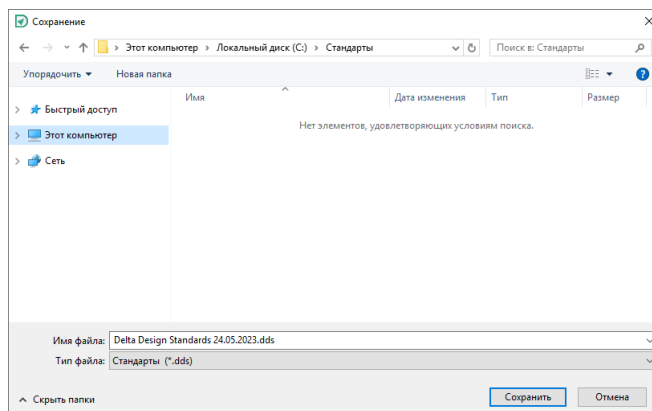 Сохранение
Этот компьютер › Локальный диск (C:) › Стандарты
Поиск в: Стандарты
Упорядочить Новая папка
Имя Дата изменения Тип Размер
Быстрый доступ
Нет элементов, удовлетворяющих условиям поиска.
Этот компьютер
Сеть
Имя файла: Delta Design Standards 24.05.2023.dds
Тип файла: Стандарты (*.dds)
Скрыть папки Сохранить Отмена